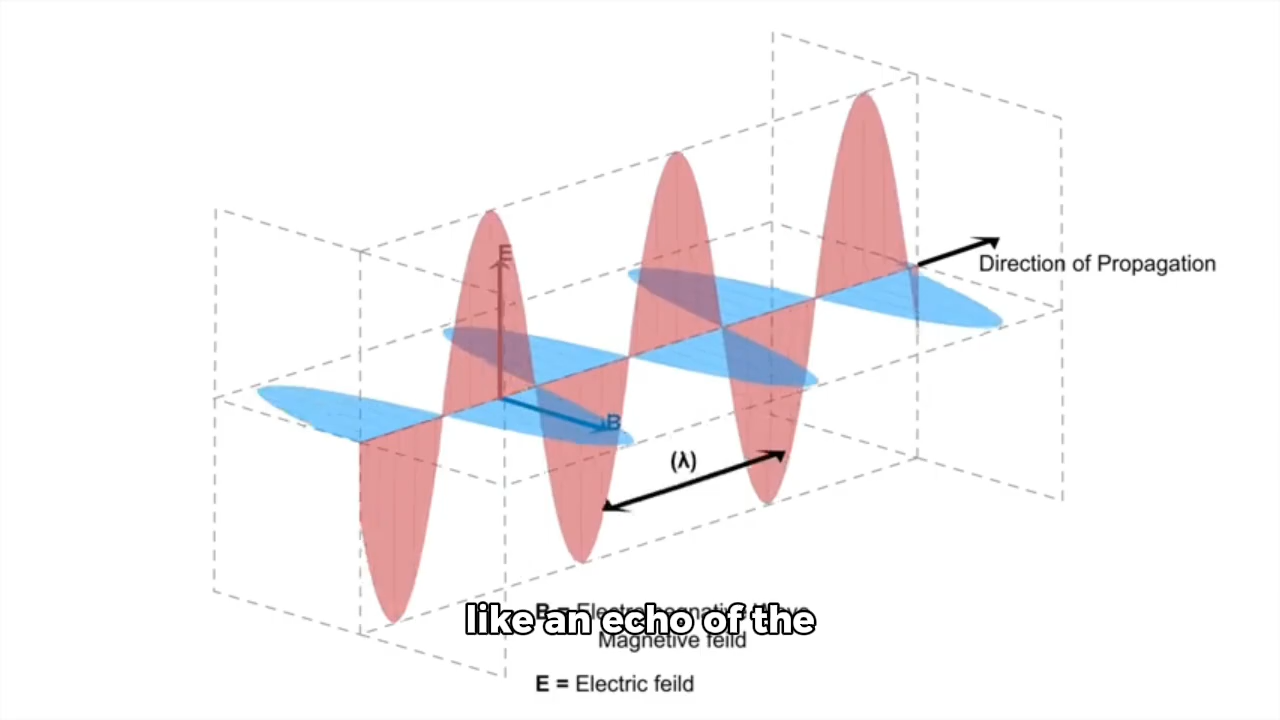 E
Direction of Propagation
B
(λ)
B =
like an echo of the
Magnetive feild
E = Electric feild